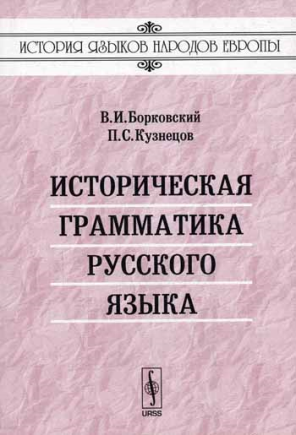 ИСТОРИЯ ЯЗЫКОВ НАРОДОВ ЕВРОПЫ
В.И.Борковский
П.С.Кузнецов
ИСТОРИЧЕСКАЯ
ГРАММАТИКА
РУССКОГО
ЯЗЫКА
URSS